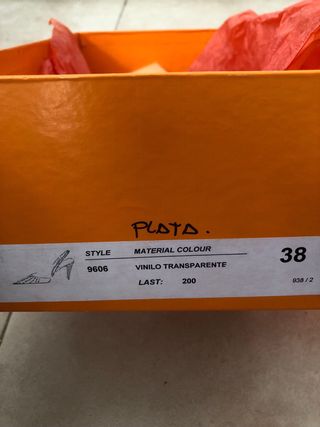 PLATA.
STYLE MATERIAL COLOUR 38
9606 VINILO TRANSPARENTE
LAST: 200 938 / 2